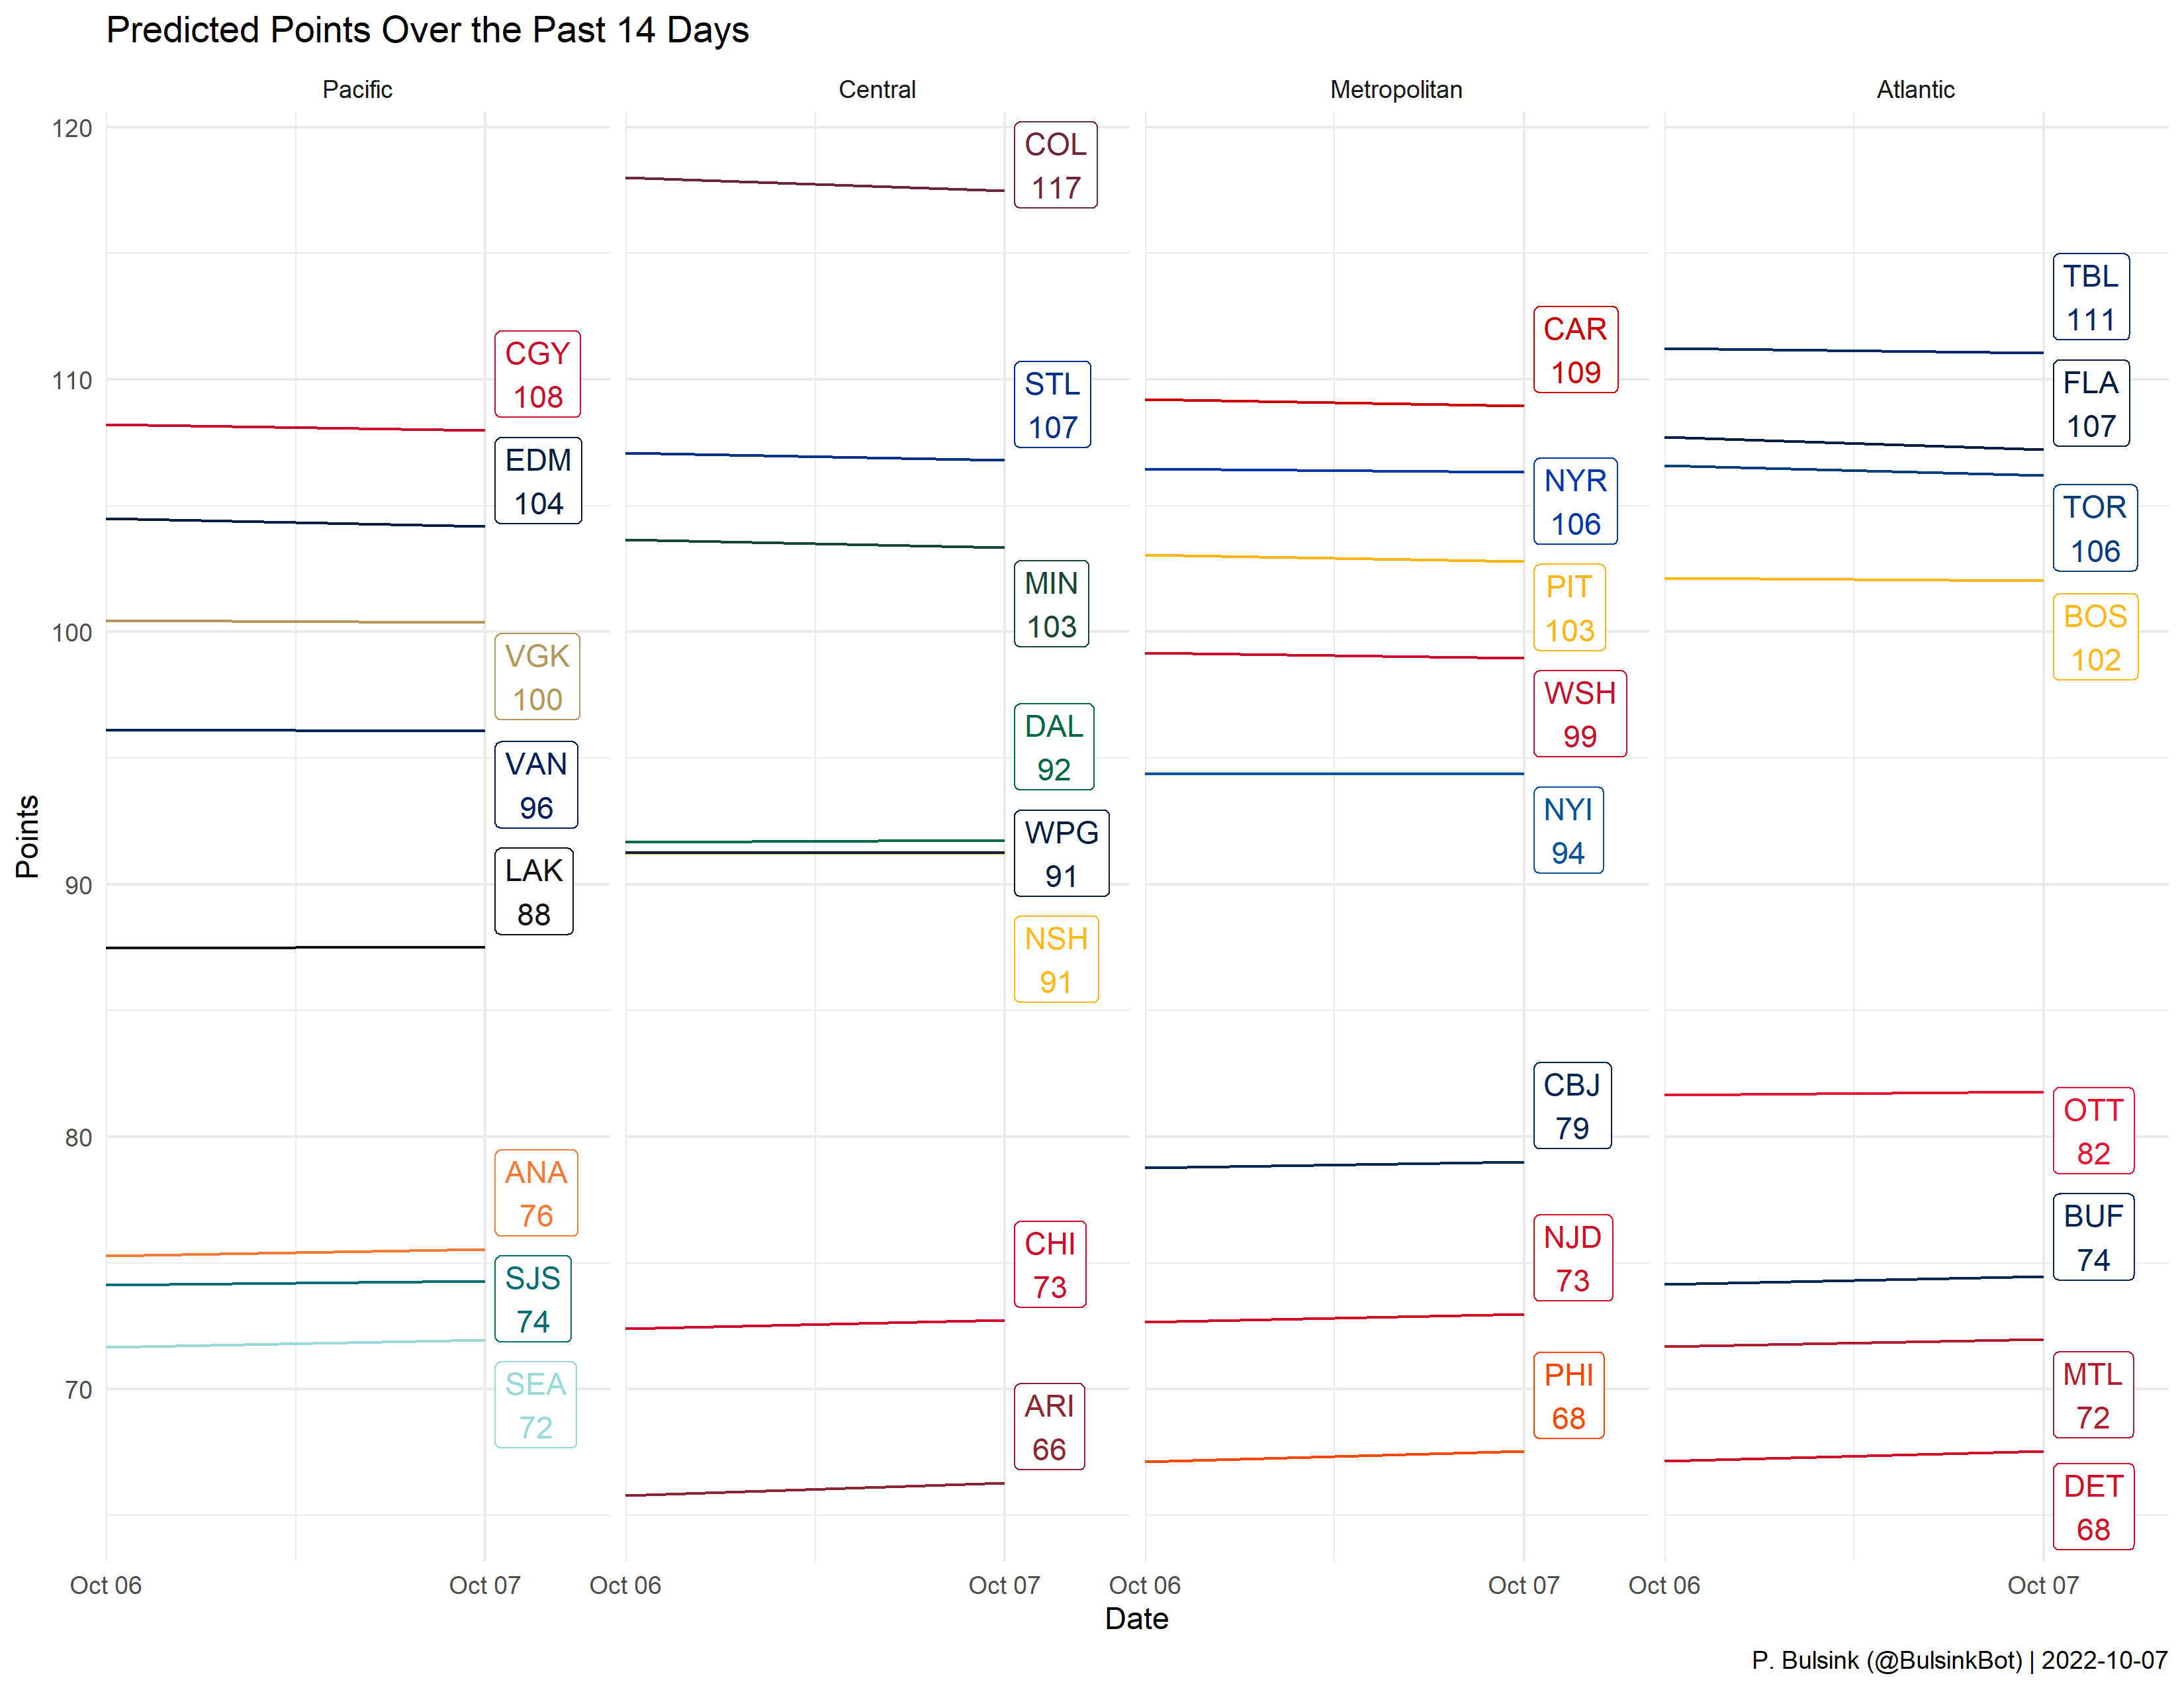 Predicted Points Over the Past 14 Days
Pacific
Central
Metropolitan
Atlantic
Points
120
110
100
90
80
70
CGY
108
EDM
104
VGK
100
VAN
96
LAK
88
ANA
76
SJS
74
SEA
72
COL
117
STL
107
MIN
103
DAL
92
WPG
91
NSH
91
CHI
73
ARI
66
CAR
109
NYR
106
PIT
103
WSH
99
NYI
94
CBJ
79
NJD
73
PHI
68
TBL
111
FLA
107
TOR
106
BOS
102
OTT
82
BUF
74
MTL
72
DET
68
Oct 06
Oct 07
Oct 06
Oct 07
Oct 06
Oct 07
Oct 06
Oct 07
Date
P. Bulsink (@BulsinkBot) | 2022-10-07